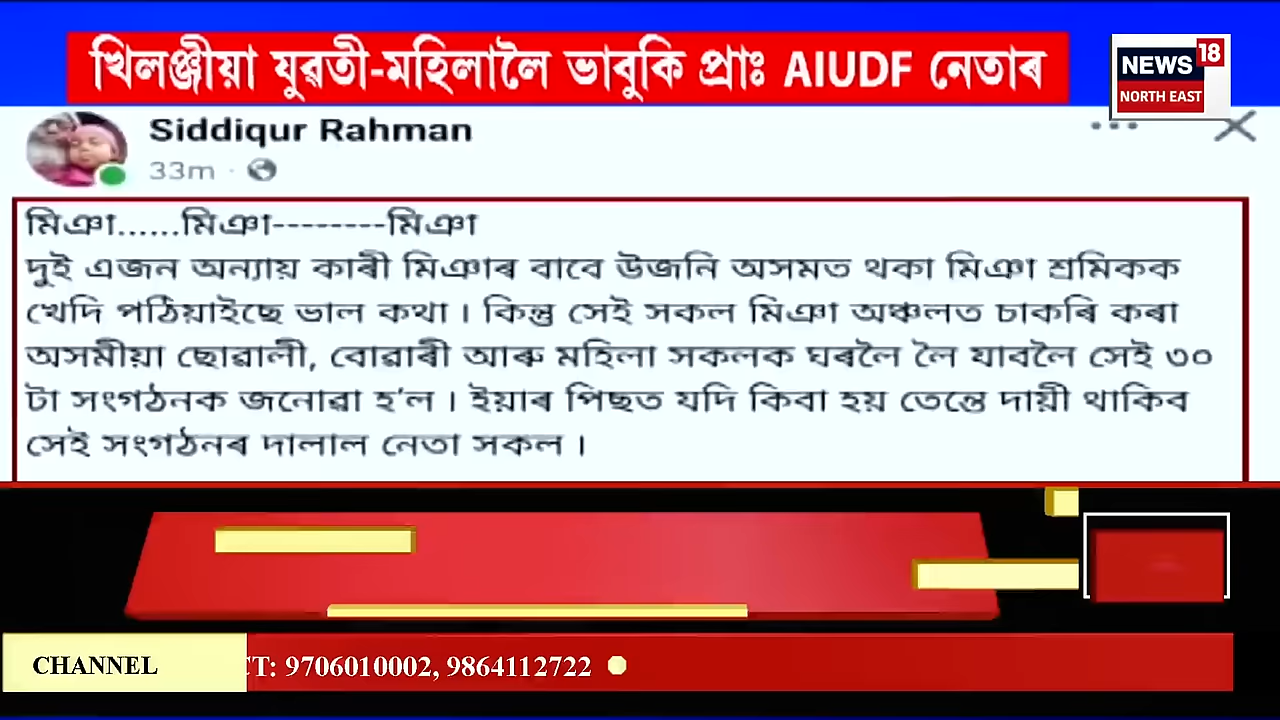 খিলঞ্জীয়া যুৱতী-মহিলালৈ ভাবুকি প্ৰাঃ AIUDF নেতাৰ
NEWS 18
NORTH EAST
Siddiqur Rahman
33m ·
মিঞা......মিঞা--------মিঞা
দুই এজন অন্যায় কাৰী মিঞাৰ বাবে উজনি অসমত থকা মিঞা শ্ৰমিকক
খেদি পঠিয়াইছে ভাল কথা । কিন্তু সেই সকল মিঞা অঞ্চলত চাকৰি কৰা
অসমীয়া ছোৱালী, বোৱাৰী আৰু মহিলা সকলক ঘৰলৈ লৈ যাবলৈ সেই ৩০
টা সংগঠনক জনোৱা হ'ল । ইয়াৰ পিছত যদি কিবা হয় তেন্তে দায়ী থাকিব
সেই সংগঠনৰ দালাল নেতা সকল ।
CHANNEL
CT: 9706010002, 9864112722